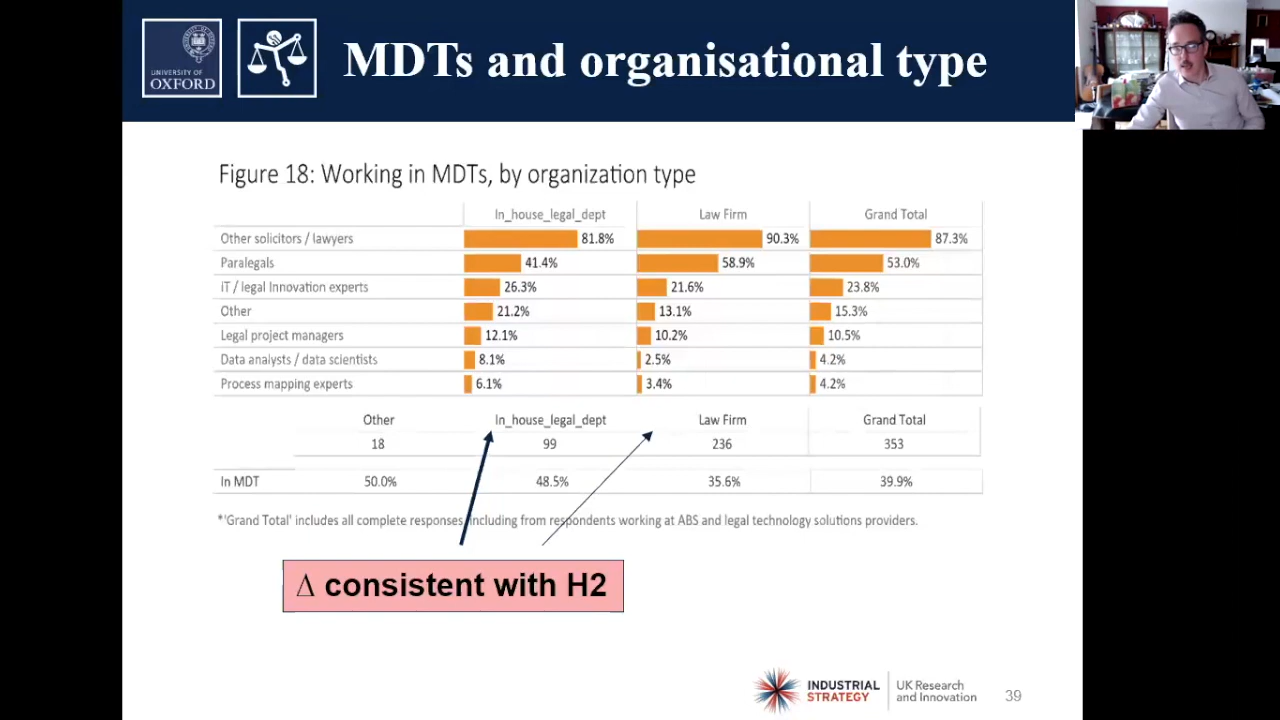 UNIVERSITY OF
OXFORD
MDTs and organisational type
Figure 18: Working in MDTs, by organization type
In_house_legal_dept Law Firm Grand Total
Other solicitors / lawyers 81.8% 90.3% 87.3%
Paralegals 41.4% 58.9% 53.0%
iT / legal Innovation experts 26.3% 21.6% 23.8%
Other 21.2% 13.1% 15.3%
Legal project managers 12.1% 10.2% 10.5%
Data analysts / data scientists 8.1% 2.5% 4.2%
Process mapping experts 6.1% 3.4% 4.2%
Other In_house_legal_dept Law Firm Grand Total
18 99 236 353
In MDT 50.0% 48.5% 35.6% 39.9%
*'Grand Total' includes all complete responses, including from respondents working at ABS and legal technology solutions providers.
Δ consistent with H2
INDUSTRIAL
STRATEGY
UK Research
and Innovation
39